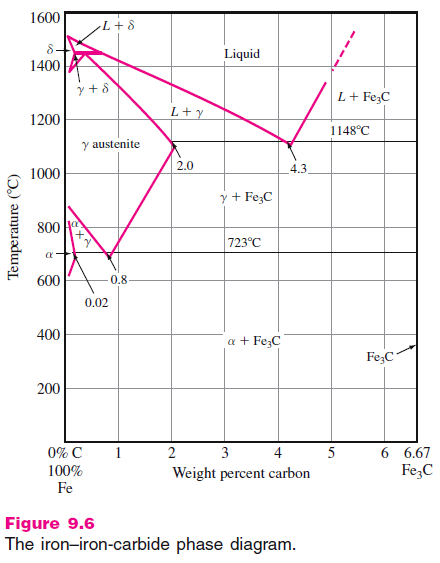 1600
L + δ
δ
Liquid
1400
γ + δ
L + Fe₃C
1200
L + γ
1148°C
γ austenite
2.0
4.3
1000
γ + Fe₃C
800
α
+
γ
723°C
α
600
0.8
0.02
400
α + Fe₃C
Fe₃C
200
Temperature (°C)
0% C 1 2 3 4 5 6 6.67
100% Weight percent carbon Fe₃C
Fe
Figure 9.6
The iron–iron-carbide phase diagram.